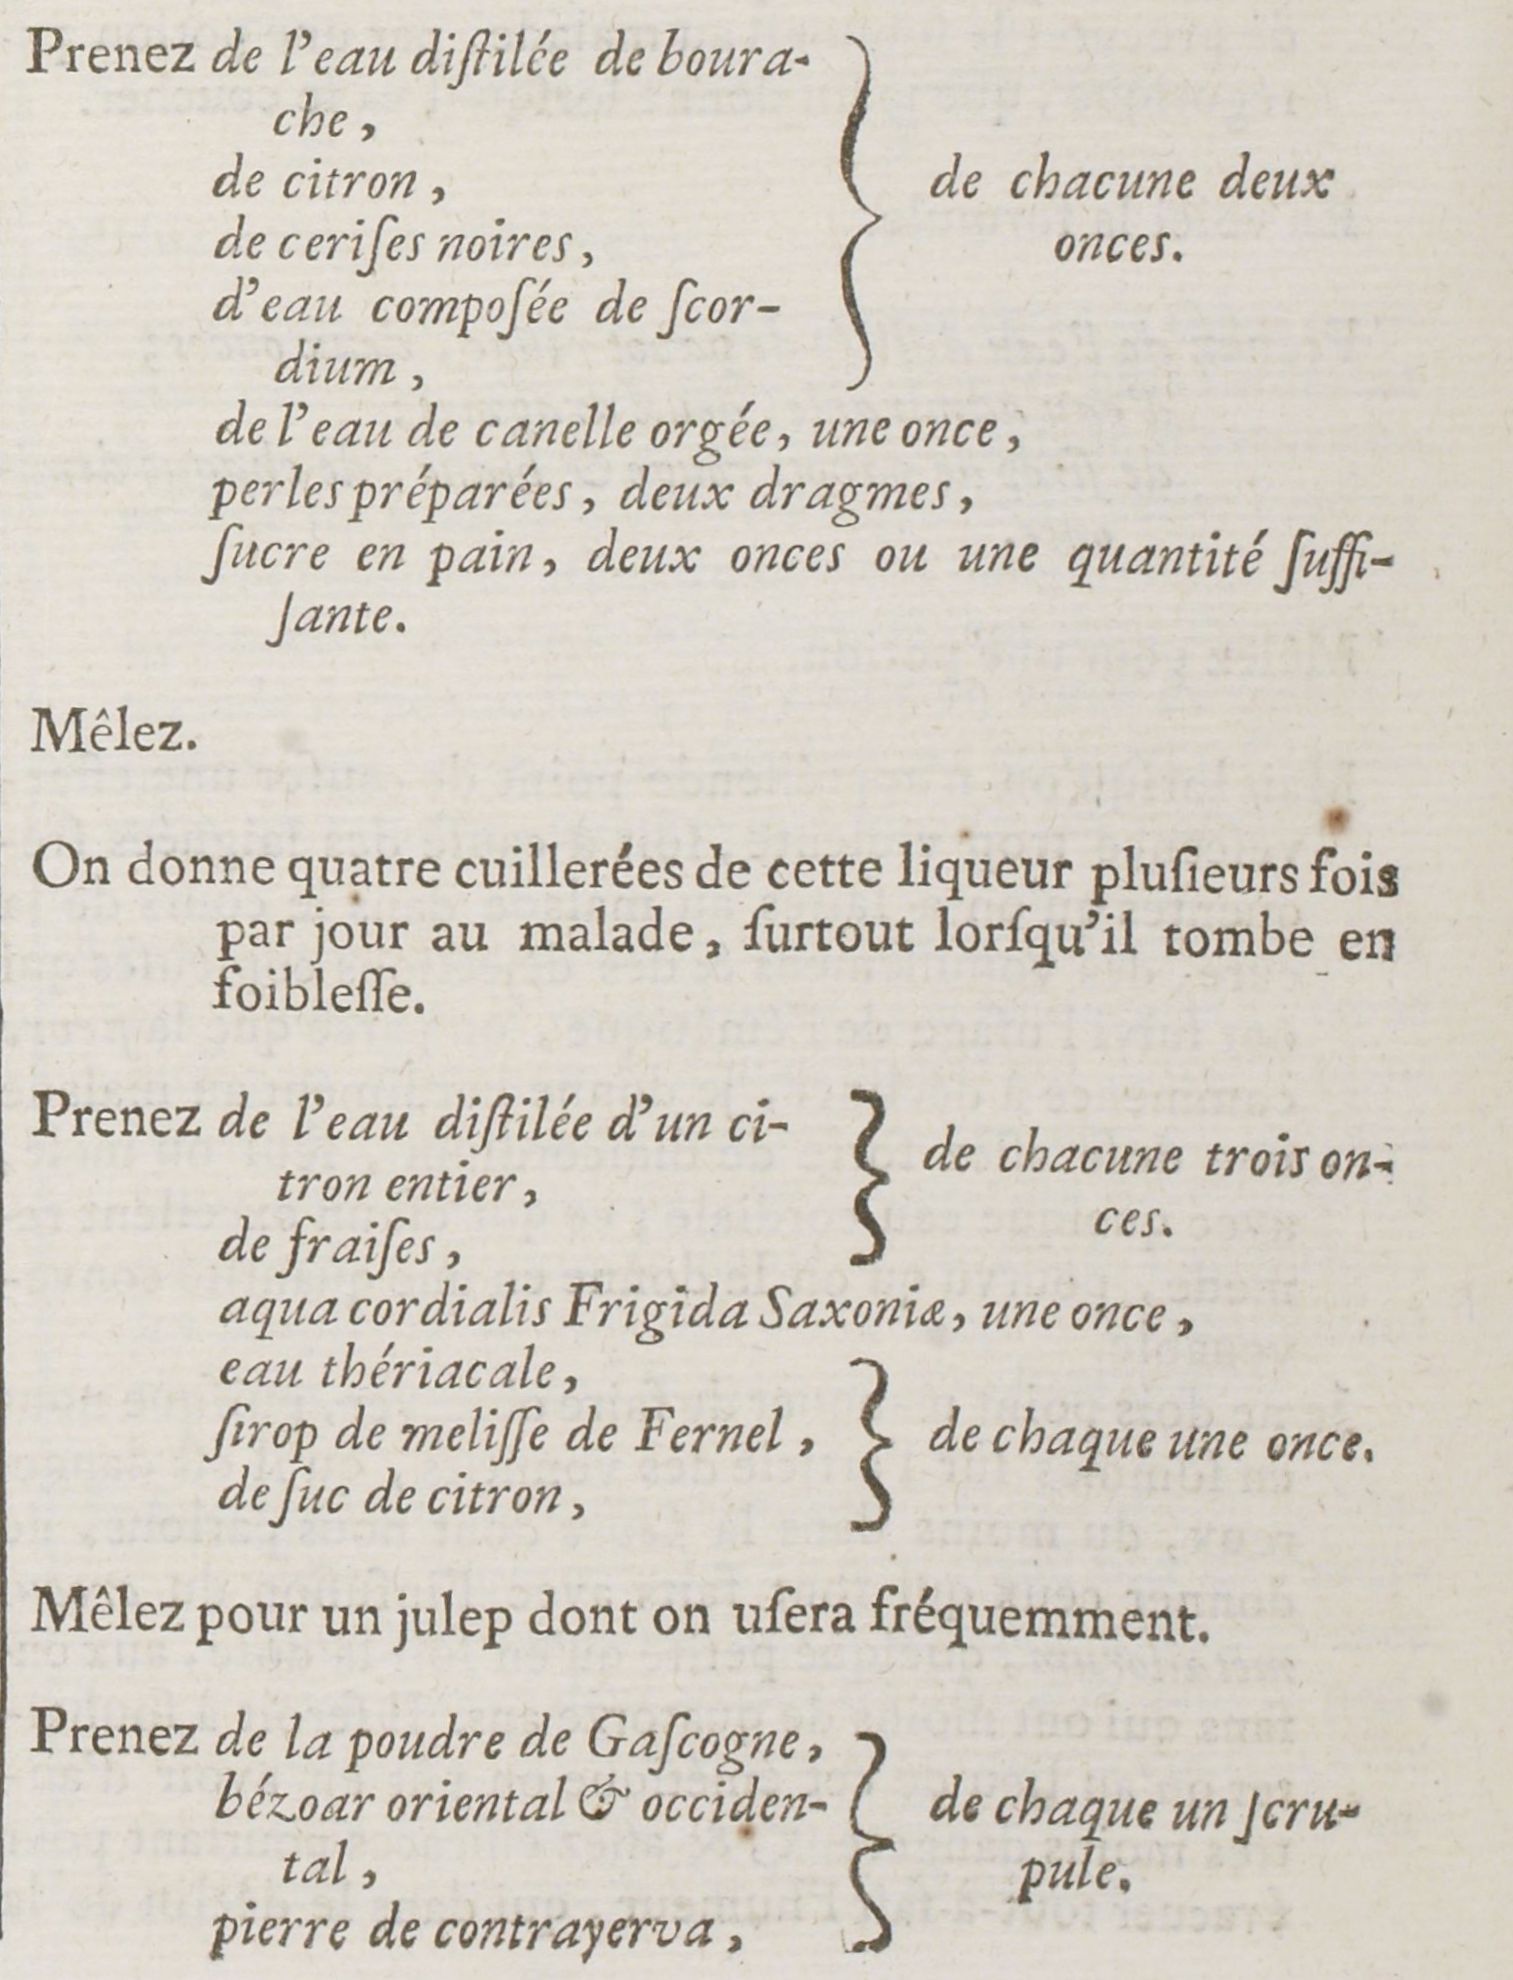 Prenez de l'eau diſtilée de boura-
che,
de citron,
de ceriſes noires,
d'eau compoſée de ſcor-
dium,
de chacune deux
onces.
de l'eau de canelle orgée, une once,
perles préparées, deux dragmes,
ſucre en pain, deux onces ou une quantité ſuffi-
ſante.
Mêlez.
On donne quatre cuillerées de cette liqueur pluſieurs fois
par jour au malade, ſurtout lorſqu'il tombe en
foibleſſe.
Prenez de l'eau diſtilée d'un ci-
tron entier,
de fraiſes,
de chacune trois on-
ces.
aqua cordialis Frigida Saxoniæ, une once,
eau thériacale,
ſirop de meliſſe de Fernel,
de ſuc de citron,
de chaque une once.
Mêlez pour un julep dont on uſera fréquemment.
Prenez de la poudre de Gaſcogne,
bézoar oriental & occiden-
tal,
pierre de contrayerva,
de chaque un ſcru-
pule.